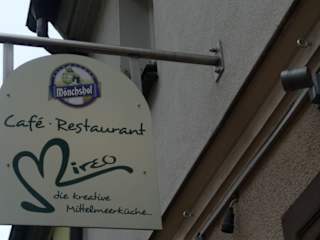 Mönchshof
Café · Restaurant
Mirco
die kreative
Mittelmeerküche...